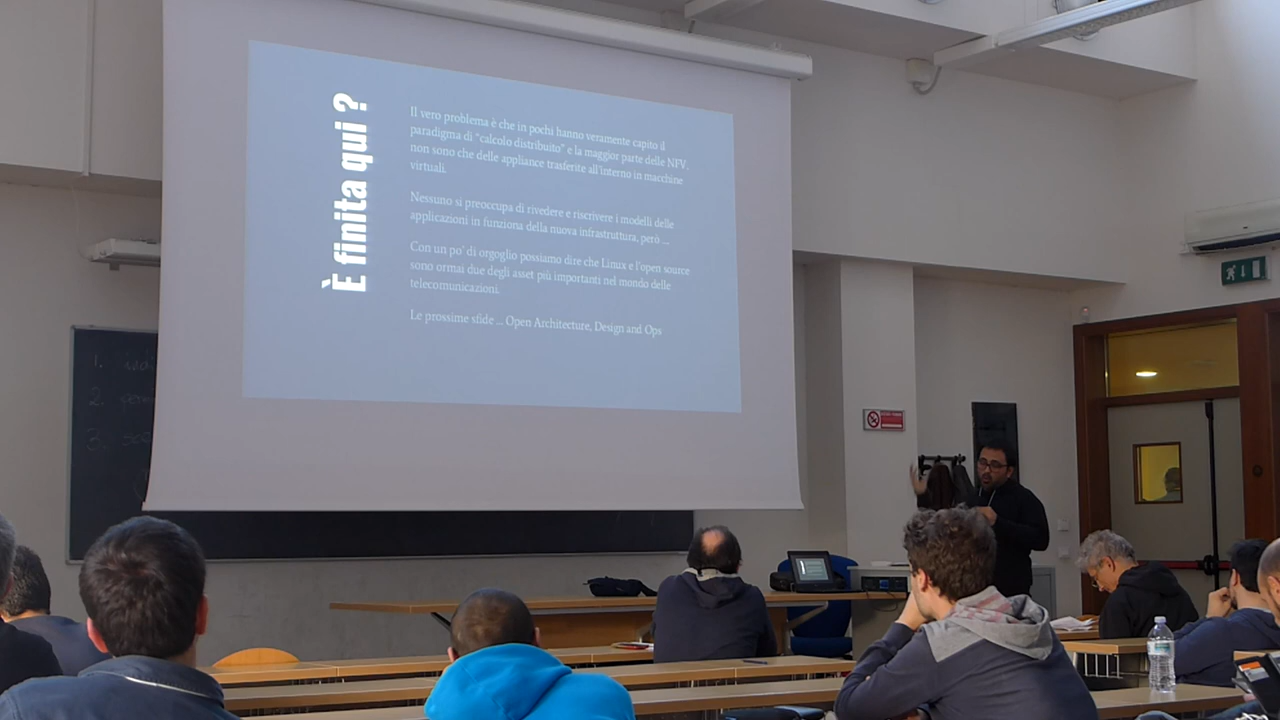 È finita qui ?
Il vero problema è che in pochi hanno veramente capito il
paradigma di "calcolo distribuito" e la maggior parte delle NFV..
non sono che delle appliance trasferite all'interno in macchine
virtuali.
Nessuno si preoccupa di rivedere e riscrivere i modelli delle
applicazioni in funziona della nuova infrastruttura, però ...
Con un po' di orgoglio possiamo dire che Linux e l'open source
sono ormai due degli asset più importanti nel mondo delle
telecomunicazioni.
Le prossime sfide ... Open Architecture, Design and Ops
1.
2.
3.